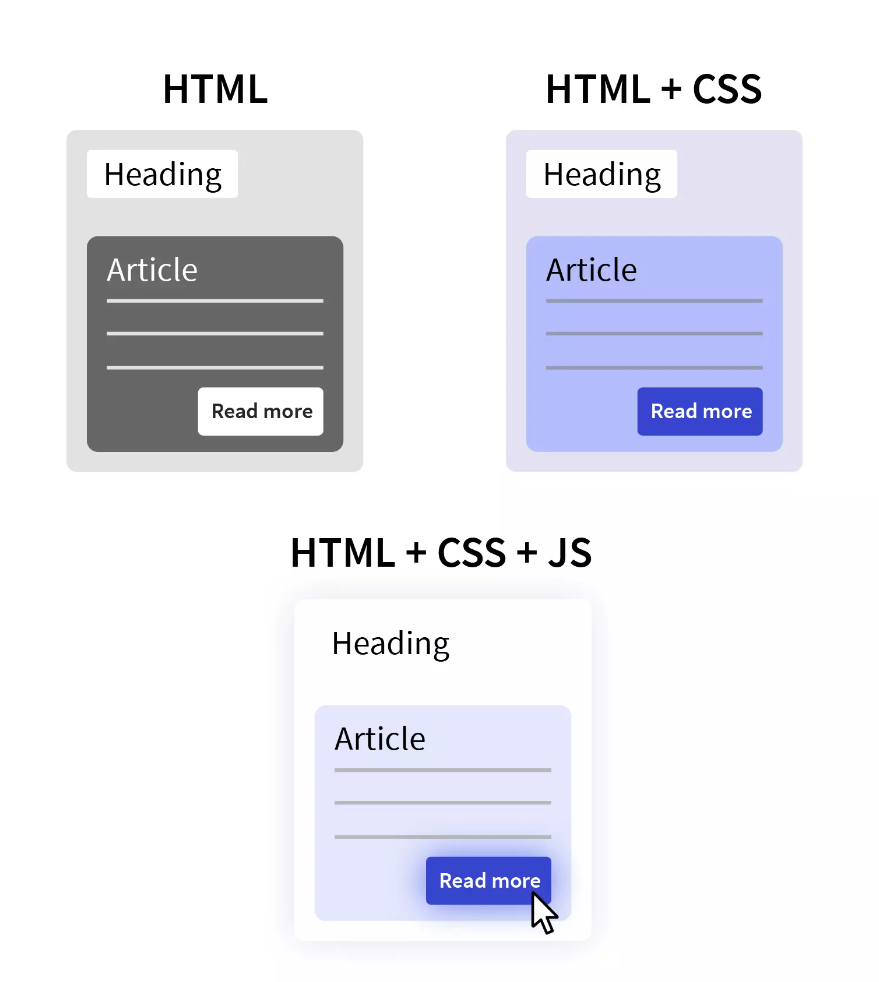 HTML
Heading
Article
Read more
HTML + CSS
Heading
Article
Read more
HTML + CSS + JS
Heading
Article
Read more